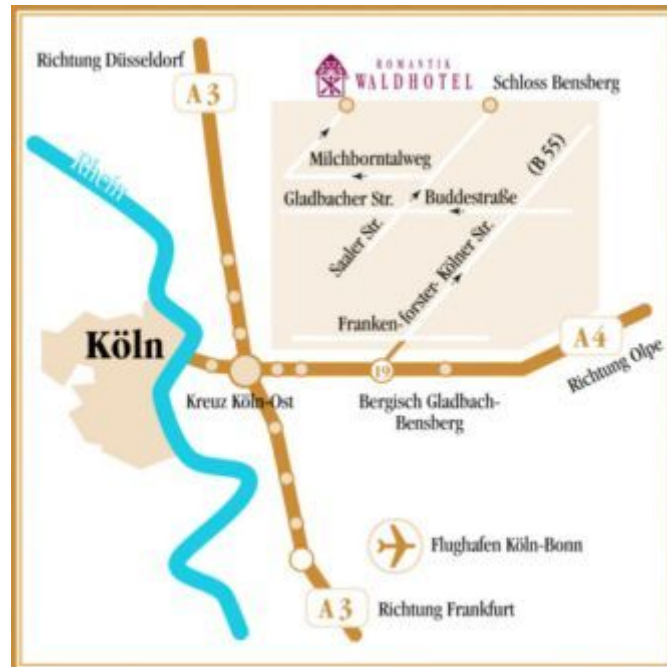 Richtung Düsseldorf
A 3
ROMANTIK
WALDHOTEL
Schloss Bensberg
Rhein
Milchborntalweg
(B 55)
Gladbacher Str.
Buddestraße
Saaler Str.
Franken-forster-Kölner Str.
Köln
A 4
19
Richtung Olpe
Kreuz Köln-Ost
Bergisch Gladbach-
Bensberg
Flughafen Köln-Bonn
A 3
Richtung Frankfurt